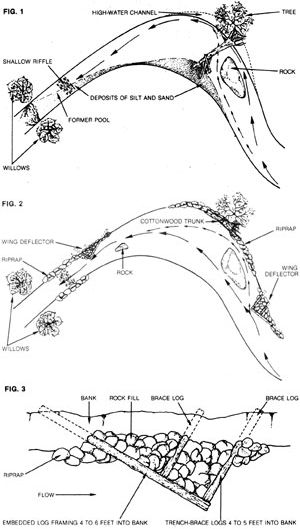 FIG. 1
HIGH-WATER CHANNEL
TREE
SHALLOW RIFFLE
ROCK
DEPOSITS OF SILT AND SAND
FORMER POOL
WILLOWS
FIG. 2
COTTONWOOD TRUNK
RIPRAP
WING DEFLECTOR
RIPRAP
WING
DEFLECTOR
ROCK
WILLOWS
FIG. 3
BANK
ROCK FILL
BRACE LOG
BRACE LOG
RIPRAP
FLOW
EMBEDDED LOG FRAMING 4 TO 6 FEET INTO BANK
TRENCH-BRACE LOGS 4 TO 5 FEET INTO BANK